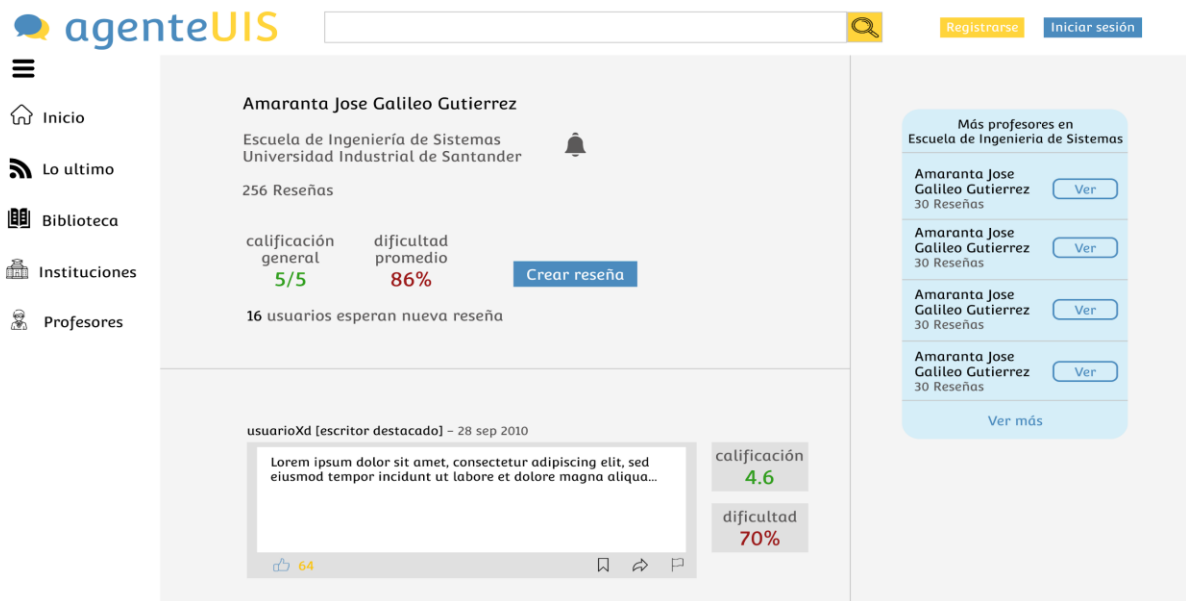 agenteUIS
Registrarse
Iniciar sesión
Inicio
Lo ultimo
Biblioteca
Instituciones
Profesores
Amaranta Jose Galileo Gutierrez
Escuela de Ingeniería de Sistemas
Universidad Industrial de Santander
256 Reseñas
calificación
general
5/5
dificultad
promedio
86%
Crear reseña
16 usuarios esperan nueva reseña
usuarioXd [escritor destacado] – 28 sep 2010
Lorem ipsum dolor sit amet, consectetur adipiscing elit, sed
eiusmod tempor incidunt ut labore et dolore magna aliqua...
64
calificación
4.6
dificultad
70%
Más profesores en
Escuela de Ingenieria de Sistemas
Amaranta Jose
Galileo Gutierrez
30 Reseñas
Ver
Amaranta Jose
Galileo Gutierrez
30 Reseñas
Ver
Amaranta Jose
Galileo Gutierrez
30 Reseñas
Ver
Amaranta Jose
Galileo Gutierrez
30 Reseñas
Ver
Ver más